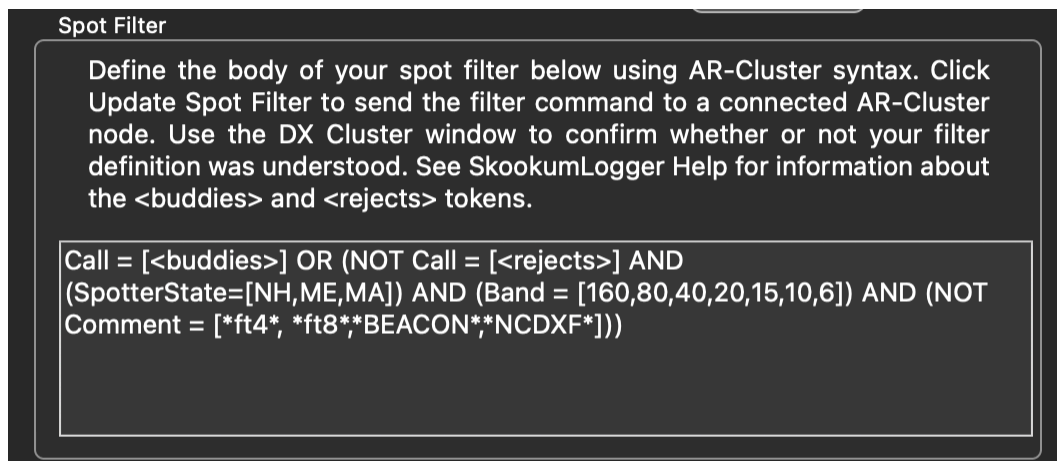 Spot Filter
Define the body of your spot filter below using AR-Cluster syntax. Click
Update Spot Filter to send the filter command to a connected AR-Cluster
node. Use the DX Cluster window to confirm whether or not your filter
definition was understood. See SkookumLogger Help for information about
the <buddies> and <rejects> tokens.
Call = [<buddies>] OR (NOT Call = [<rejects>] AND
(SpotterState=[NH,ME,MA]) AND (Band = [160,80,40,20,15,10,6]) AND (NOT
Comment = [*ft4*, *ft8*,*BEACON*,*NCDXF*]))